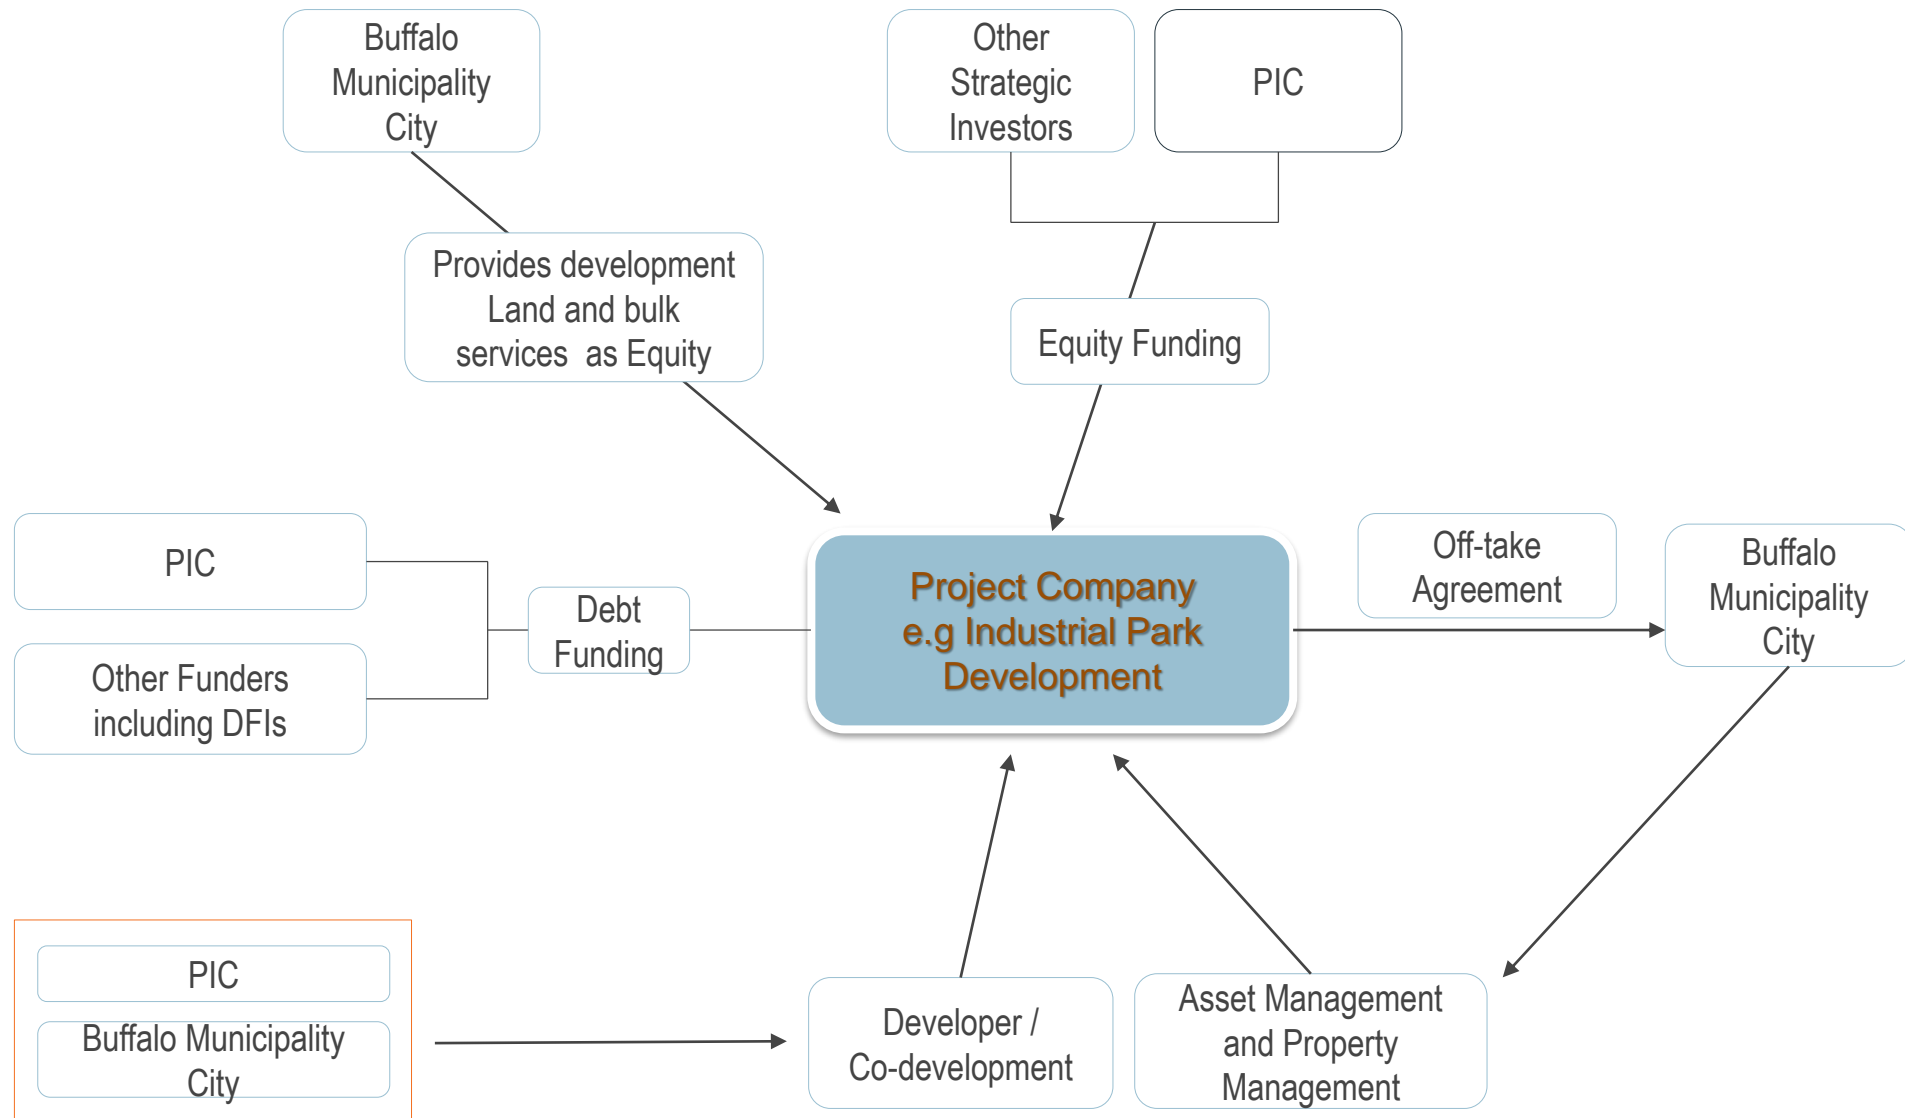 Buffalo
Municipality
City
Other
Strategic
Investors
PIC
Provides development
Land and bulk
services as Equity
Equity Funding
PIC
Other Funders
including DFIs
Debt
Funding
Project Company
e.g Industrial Park
Development
Off-take
Agreement
Buffalo
Municipality
City
PIC
Buffalo Municipality
City
Developer /
Co-development
Asset Management
and Property
Management